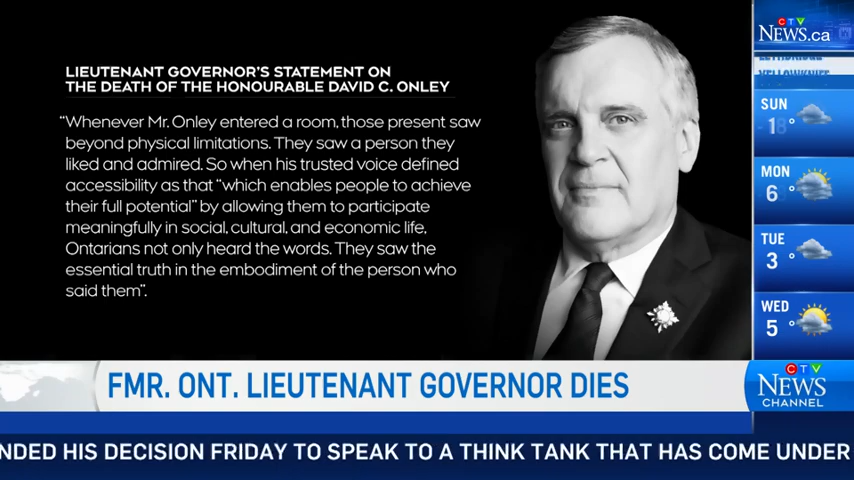 LIEUTENANT GOVERNOR'S STATEMENT ON
THE DEATH OF THE HONOURABLE DAVID C. ONLEY
"Whenever Mr. Onley entered a room, those present saw
beyond physical limitations. They saw a person they
liked and admired. So when his trusted voice defined
accessibility as that "which enables people to achieve
their full potential" by allowing them to participate
meaningfully in social, cultural, and economic life,
Ontarians not only heard the words. They saw the
essential truth in the embodiment of the person who
said them".
CTV
NEWS.ca
SUN
MON
6°
TUE
3°
WED
5°
FMR. ONT. LIEUTENANT GOVERNOR DIES
CTV
NEWS
CHANNEL
NDED HIS DECISION FRIDAY TO SPEAK TO A THINK TANK THAT HAS COME UNDER